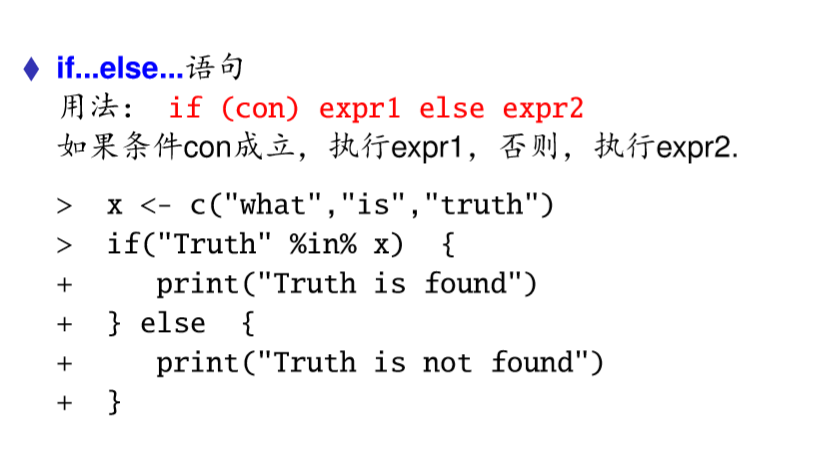 ♦ if...else...语句
用法: if (con) expr1 else expr2
如果条件con成立, 执行expr1, 否则, 执行expr2.
> x <- c("what","is","truth")
> if("Truth" %in% x) {
+ print("Truth is found")
+ } else {
+ print("Truth is not found")
+ }